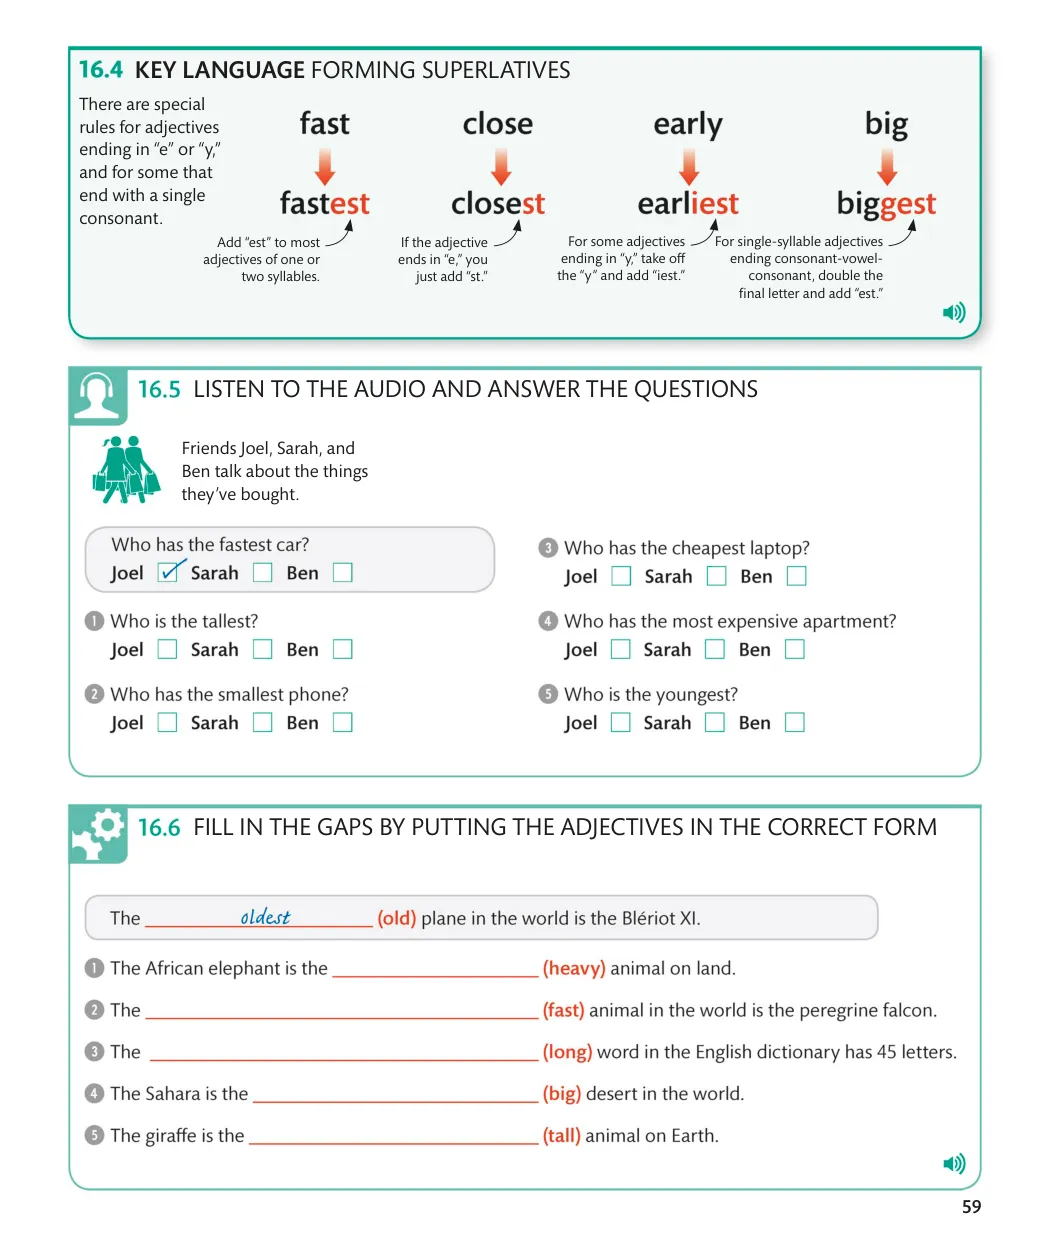 16.4 KEY LANGUAGE FORMING SUPERLATIVES
There are special
rules for adjectives
ending in “e” or “y,”
and for some that
end with a single
consonant.
fast
fastest
Add “est” to most
adjectives of one or
two syllables.
close
closest
If the adjective
ends in “e,” you
just add “st.”
early
earliest
For some adjectives
ending in “y,” take off
the “y” and add “iest.”
big
biggest
For single-syllable adjectives
ending consonant-vowel-
consonant, double the
final letter and add “est.”
16.5 LISTEN TO THE AUDIO AND ANSWER THE QUESTIONS
Friends Joel, Sarah, and
Ben talk about the things
they’ve bought.
Who has the fastest car?
Joel Sarah Ben
1 Who is the tallest?
Joel Sarah Ben
2 Who has the smallest phone?
Joel Sarah Ben
3 Who has the cheapest laptop?
Joel Sarah Ben
4 Who has the most expensive apartment?
Joel Sarah Ben
5 Who is the youngest?
Joel Sarah Ben
16.6 FILL IN THE GAPS BY PUTTING THE ADJECTIVES IN THE CORRECT FORM
The oldest (old) plane in the world is the Blériot XI.
1 The African elephant is the ____ (heavy) animal on land.
2 The ____ (fast) animal in the world is the peregrine falcon.
3 The ____ (long) word in the English dictionary has 45 letters.
4 The Sahara is the ____ (big) desert in the world.
5 The giraffe is the ____ (tall) animal on Earth.
59